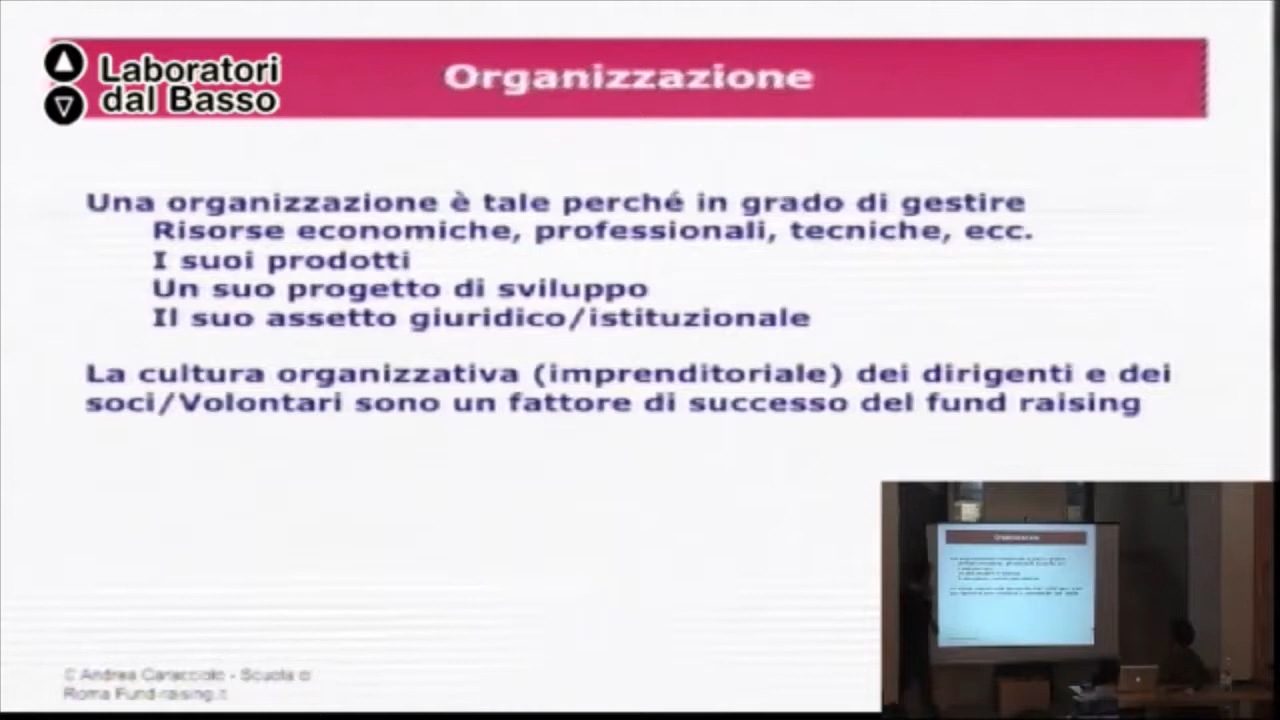 Laboratori
dal Basso
Organizzazione
Una organizzazione è tale perché in grado di gestire
Risorse economiche, professionali, tecniche, ecc.
I suoi prodotti
Un suo progetto di sviluppo
Il suo assetto giuridico/istituzionale
La cultura organizzativa (imprenditoriale) dei dirigenti e dei
soci/Volontari sono un fattore di successo del fund raising
© Andrea Caracciolo - Scuola di
Roma Fund-raising.it